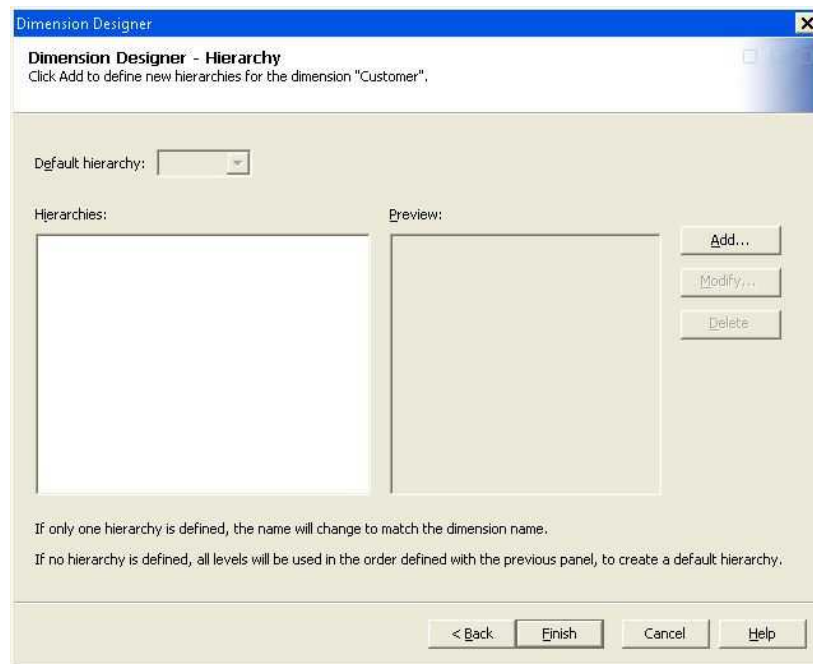 Dimension Designer
Dimension Designer - Hierarchy
Click Add to define new hierarchies for the dimension "Customer".
Default hierarchy:
Hierarchies:
Preview:
Add...
Modify...
Delete
If only one hierarchy is defined, the name will change to match the dimension name.
If no hierarchy is defined, all levels will be used in the order defined with the previous panel, to create a default hierarchy.
< Back
Finish
Cancel
Help